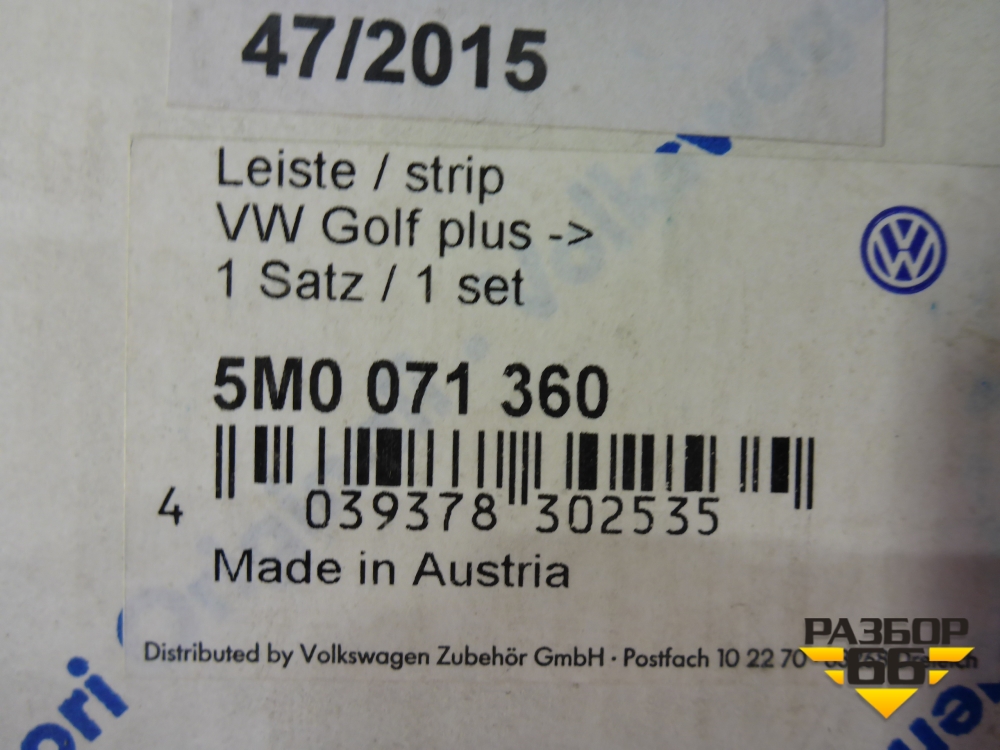 47/2015
Leiste / strip
VW Golf plus ->
1 Satz / 1 set
5M0 071 360
4 039378 302535
Made in Austria
Distributed by Volkswagen Zubehör GmbH · Postfach 10 22 70
РАЗБОР
66